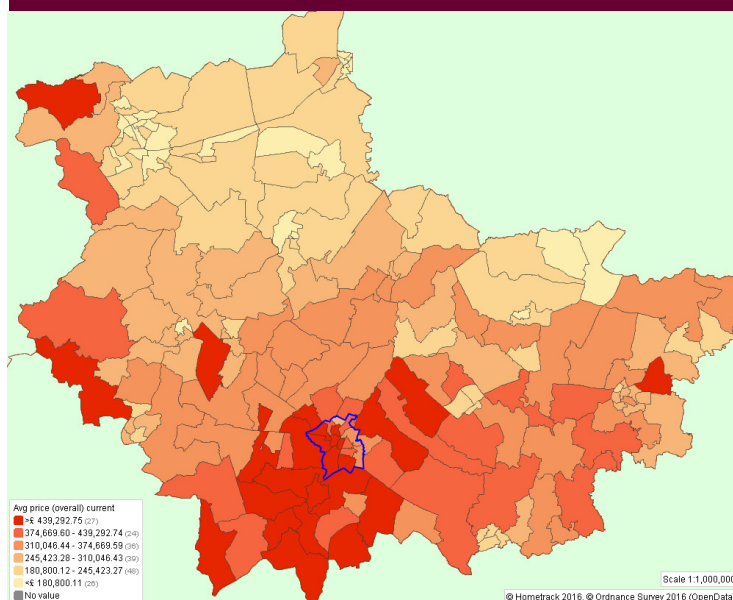 Avg price (overall) current
>£ 439,292.75 (27)
374,669.60 - 439,292.74 (24)
310,046.44 - 374,669.59 (36)
245,423.28 - 310,046.43 (39)
180,800.12 - 245,423.27 (48)
<£ 180,800.11 (26)
No value
Scale 1:1,000,000
© Hometrack 2016, © Ordnance Survey 2016 (OpenData)